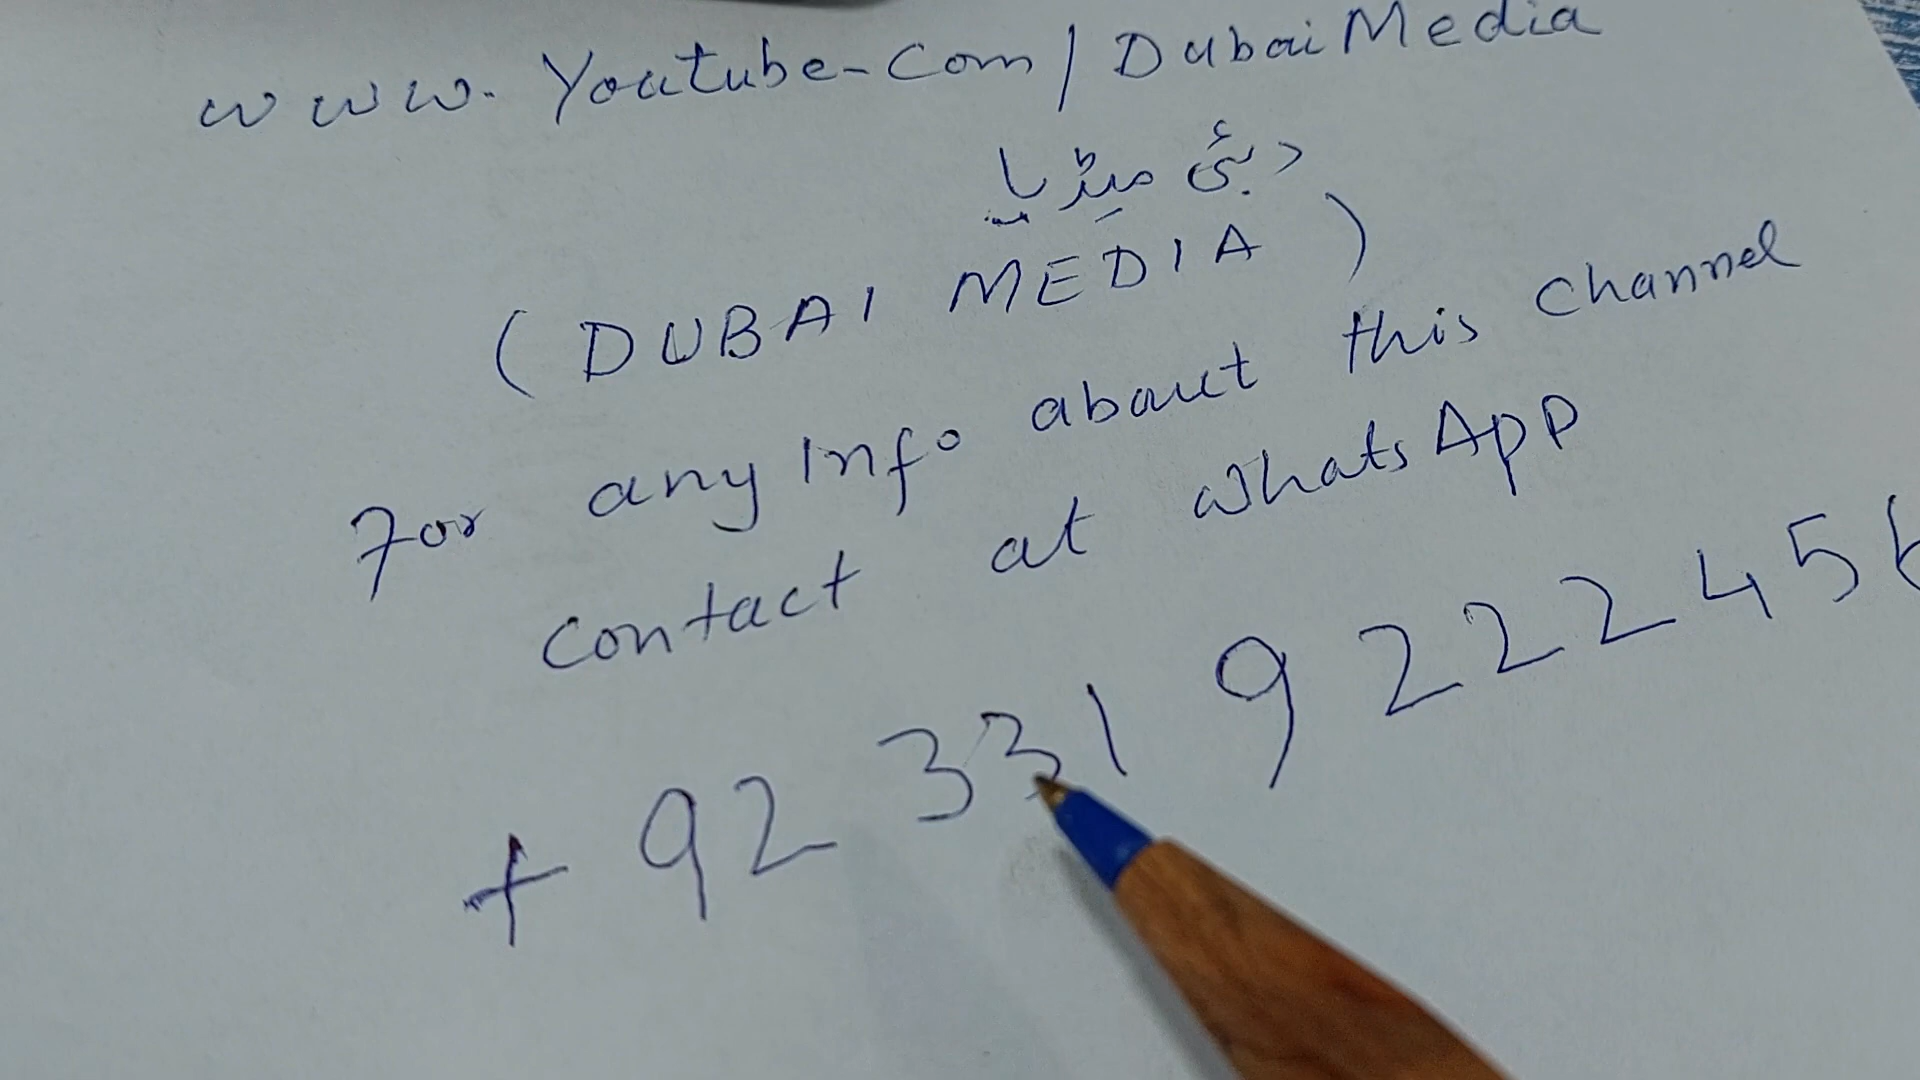 www.Youtube-Com/DubaiMedia
دبئی میڈیا
(DUBAI MEDIA)
For any Info about this channel
contact at whatsApp
+92 331 9222456